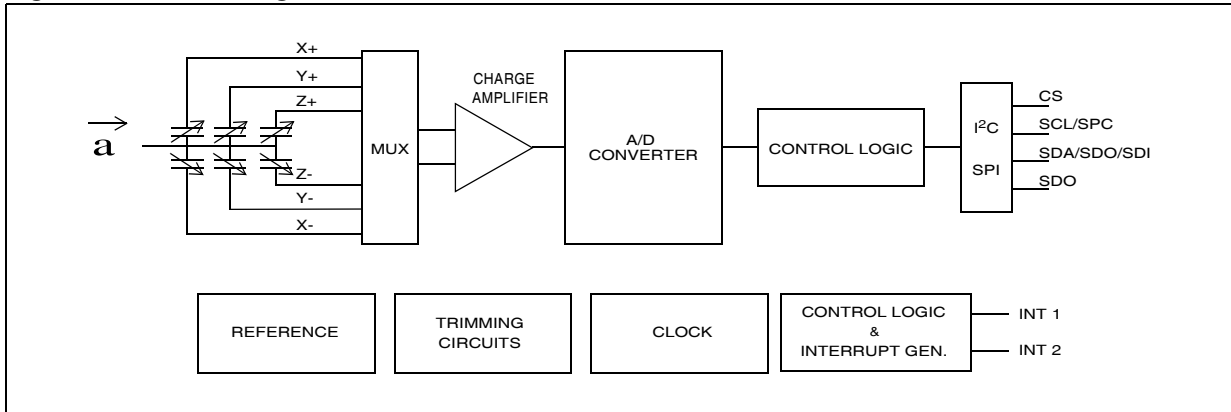 X+
Y+
Z+
a
Z-
Y-
X-
MUX
CHARGE
AMPLIFIER
A/D
CONVERTER
CONTROL LOGIC
I²C
SPI
CS
SCL/SPC
SDA/SDO/SDI
SDO
REFERENCE
TRIMMING
CIRCUITS
CLOCK
CONTROL LOGIC
&
INTERRUPT GEN.
INT 1
INT 2